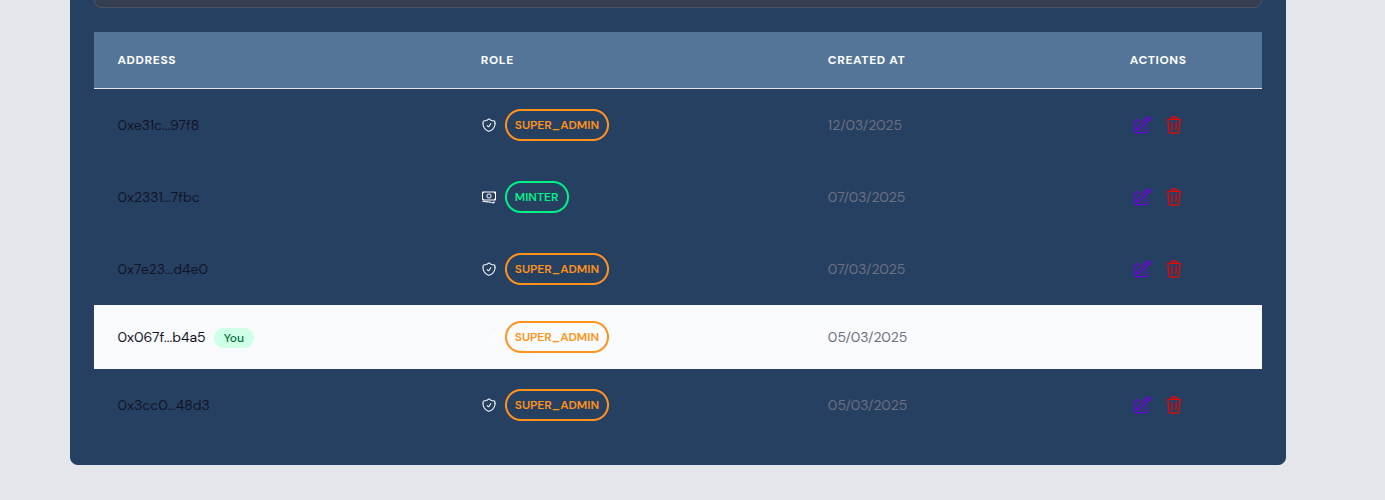 ADDRESS ROLE CREATED AT ACTIONS
0xe31c...97f8 SUPER_ADMIN 12/03/2025
0x2331...7fbc MINTER 07/03/2025
0x7e23...d4e0 SUPER_ADMIN 07/03/2025
0x067f...b4a5 You SUPER_ADMIN 05/03/2025
0x3cc0...48d3 SUPER_ADMIN 05/03/2025